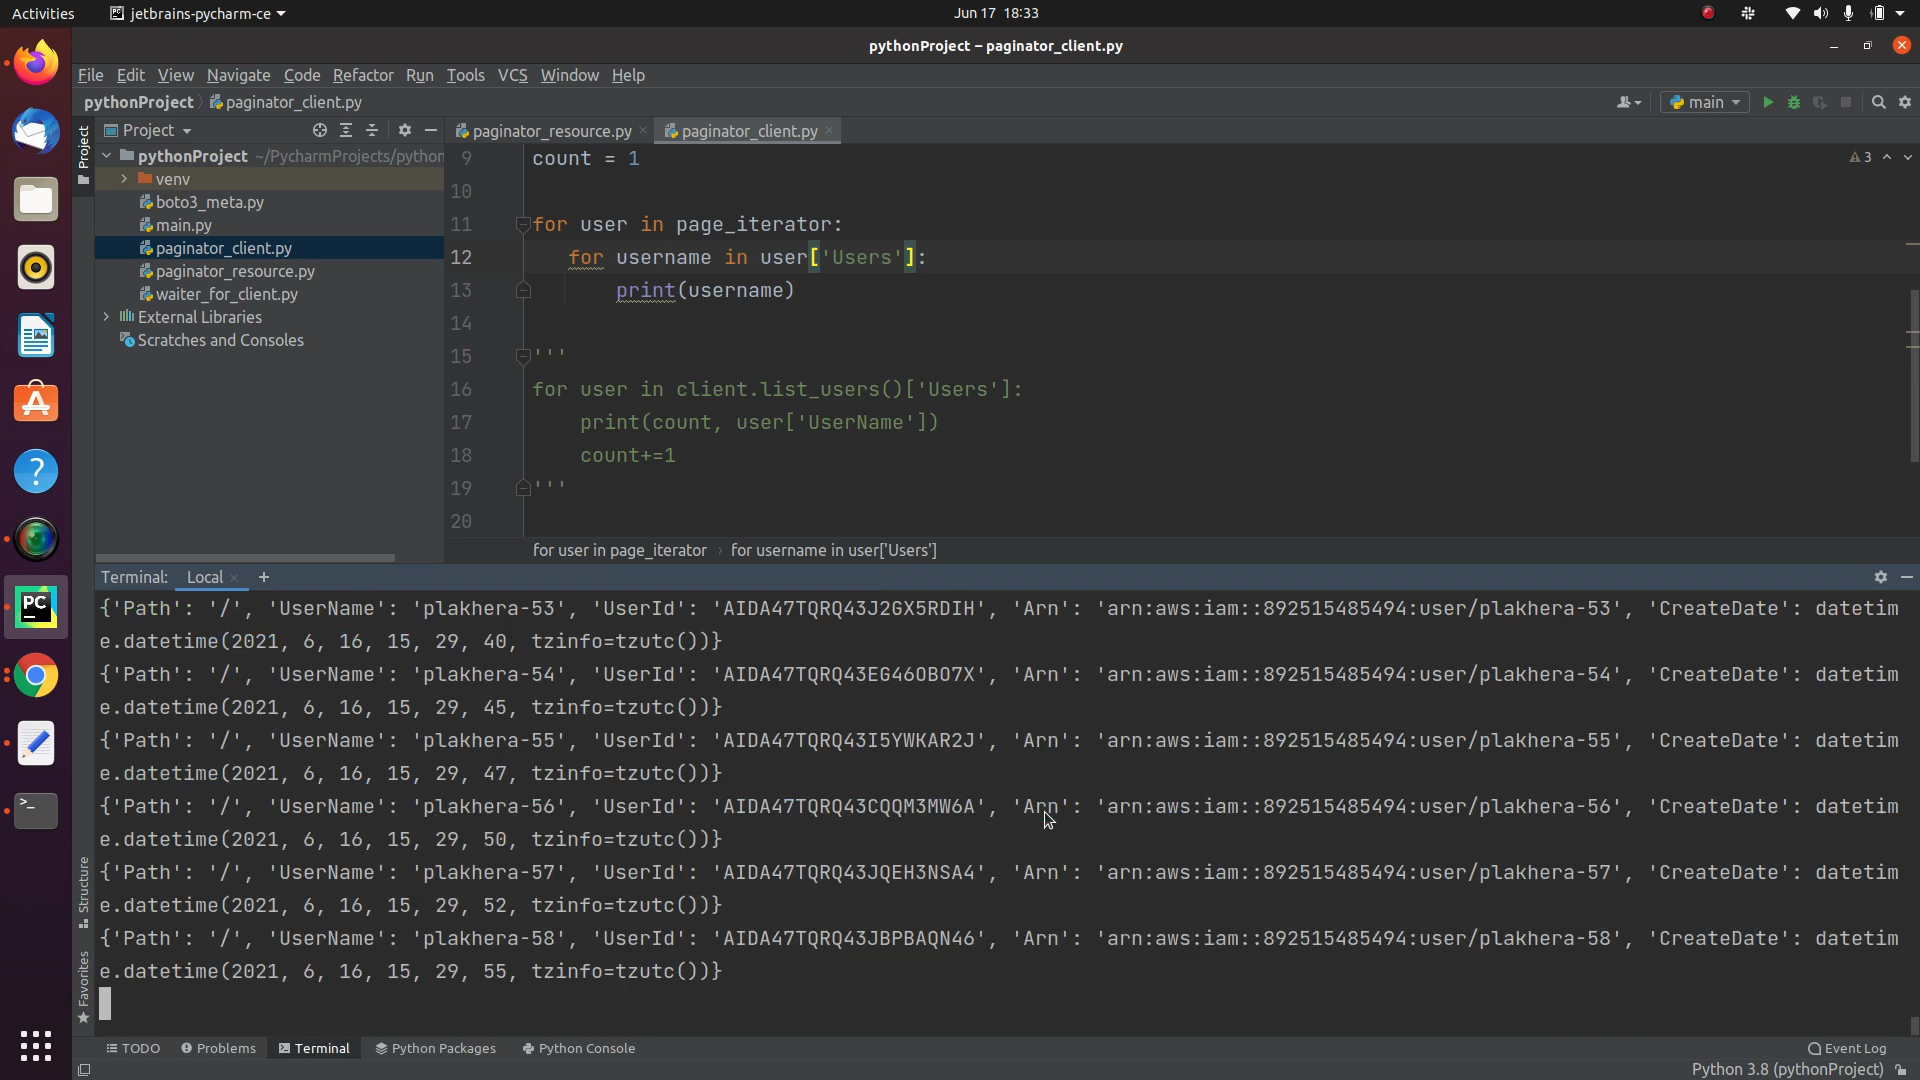 Activities jetbrains-pycharm-ce Jun 17 18:33
pythonProject – paginator_client.py
File Edit View Navigate Code Refactor Run Tools VCS Window Help
pythonProject paginator_client.py main
Project paginator_resource.py paginator_client.py
Project
pythonProject ~/PycharmProjects/python
venv
boto3_meta.py
main.py
paginator_client.py
paginator_resource.py
waiter_for_client.py
External Libraries
Scratches and Consoles
9 count = 1
3
10
11 for user in page_iterator:
12 for username in user['Users']:
13 print(username)
14
15 '''
16 for user in client.list_users()['Users']:
17 print(count, user['UserName'])
18 count+=1
19 '''
20
for user in page_iterator › for username in user['Users']
Terminal: Local +
{'Path': '/', 'UserName': 'plakhera-53', 'UserId': 'AIDA47TQRQ43J2GX5RDIH', 'Arn': 'arn:aws:iam::892515485494:user/plakhera-53', 'CreateDate': datetim
e.datetime(2021, 6, 16, 15, 29, 40, tzinfo=tzutc())}
{'Path': '/', 'UserName': 'plakhera-54', 'UserId': 'AIDA47TQRQ43EG46OBO7X', 'Arn': 'arn:aws:iam::892515485494:user/plakhera-54', 'CreateDate': datetim
e.datetime(2021, 6, 16, 15, 29, 45, tzinfo=tzutc())}
{'Path': '/', 'UserName': 'plakhera-55', 'UserId': 'AIDA47TQRQ43I5YWKAR2J', 'Arn': 'arn:aws:iam::892515485494:user/plakhera-55', 'CreateDate': datetim
e.datetime(2021, 6, 16, 15, 29, 47, tzinfo=tzutc())}
{'Path': '/', 'UserName': 'plakhera-56', 'UserId': 'AIDA47TQRQ43CQQM3MW6A', 'Arn': 'arn:aws:iam::892515485494:user/plakhera-56', 'CreateDate': datetim
e.datetime(2021, 6, 16, 15, 29, 50, tzinfo=tzutc())}
{'Path': '/', 'UserName': 'plakhera-57', 'UserId': 'AIDA47TQRQ43JQEH3NSA4', 'Arn': 'arn:aws:iam::892515485494:user/plakhera-57', 'CreateDate': datetim
e.datetime(2021, 6, 16, 15, 29, 52, tzinfo=tzutc())}
{'Path': '/', 'UserName': 'plakhera-58', 'UserId': 'AIDA47TQRQ43JBPBAQN46', 'Arn': 'arn:aws:iam::892515485494:user/plakhera-58', 'CreateDate': datetim
e.datetime(2021, 6, 16, 15, 29, 55, tzinfo=tzutc())}
Structure
Favorites
TODO Problems Terminal Python Packages Python Console Event Log
Python 3.8 (pythonProject)